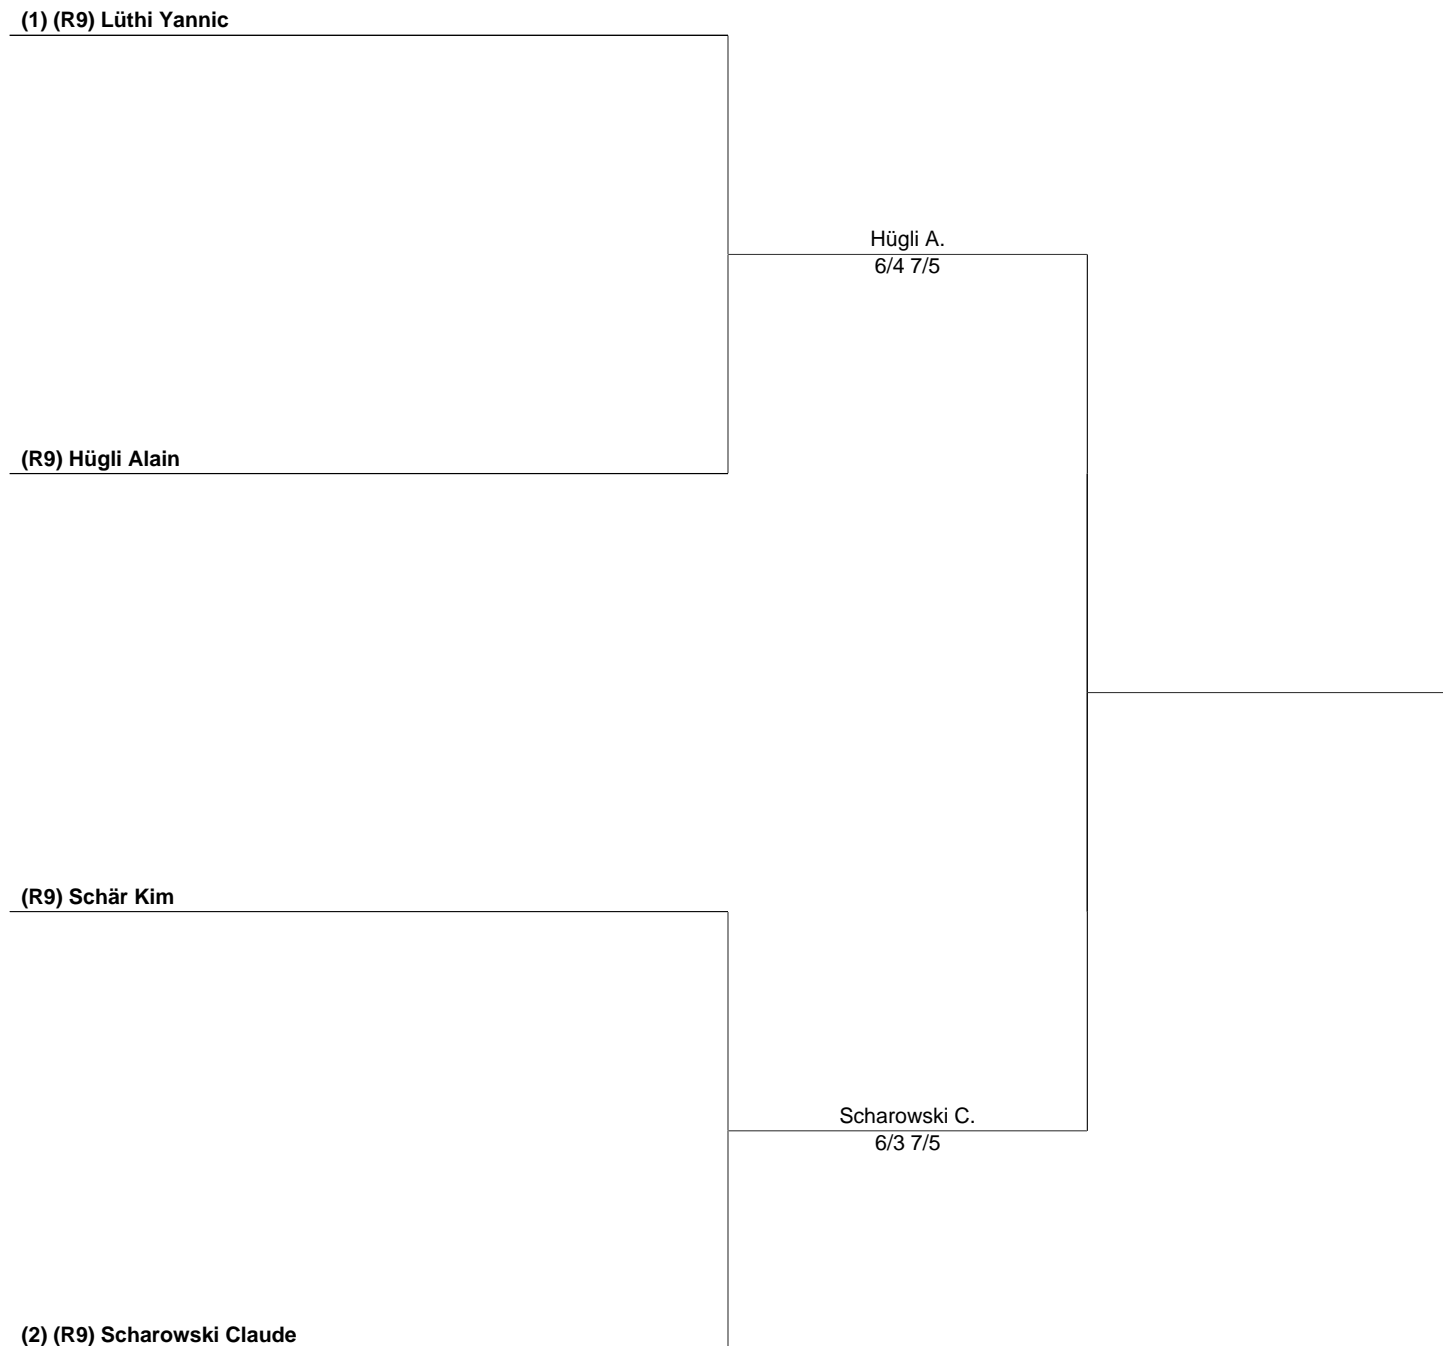 (1) (R9) Lüthi Yannic
Hügli A.
6/4 7/5
(R9) Hügli Alain
(R9) Schär Kim
Scharowski C.
6/3 7/5
(2) (R9) Scharowski Claude